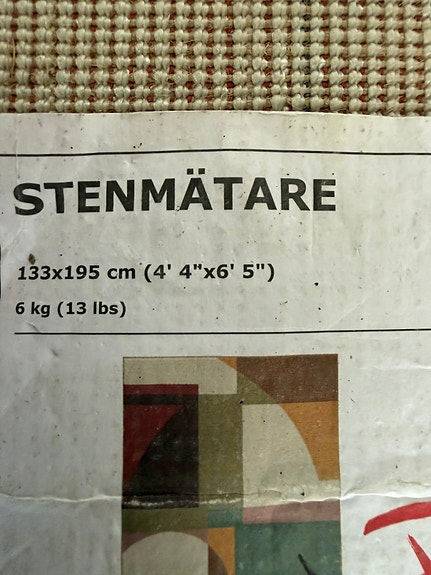 STENMÄTARE
133x195 cm (4' 4"x6' 5")
6 kg (13 lbs)